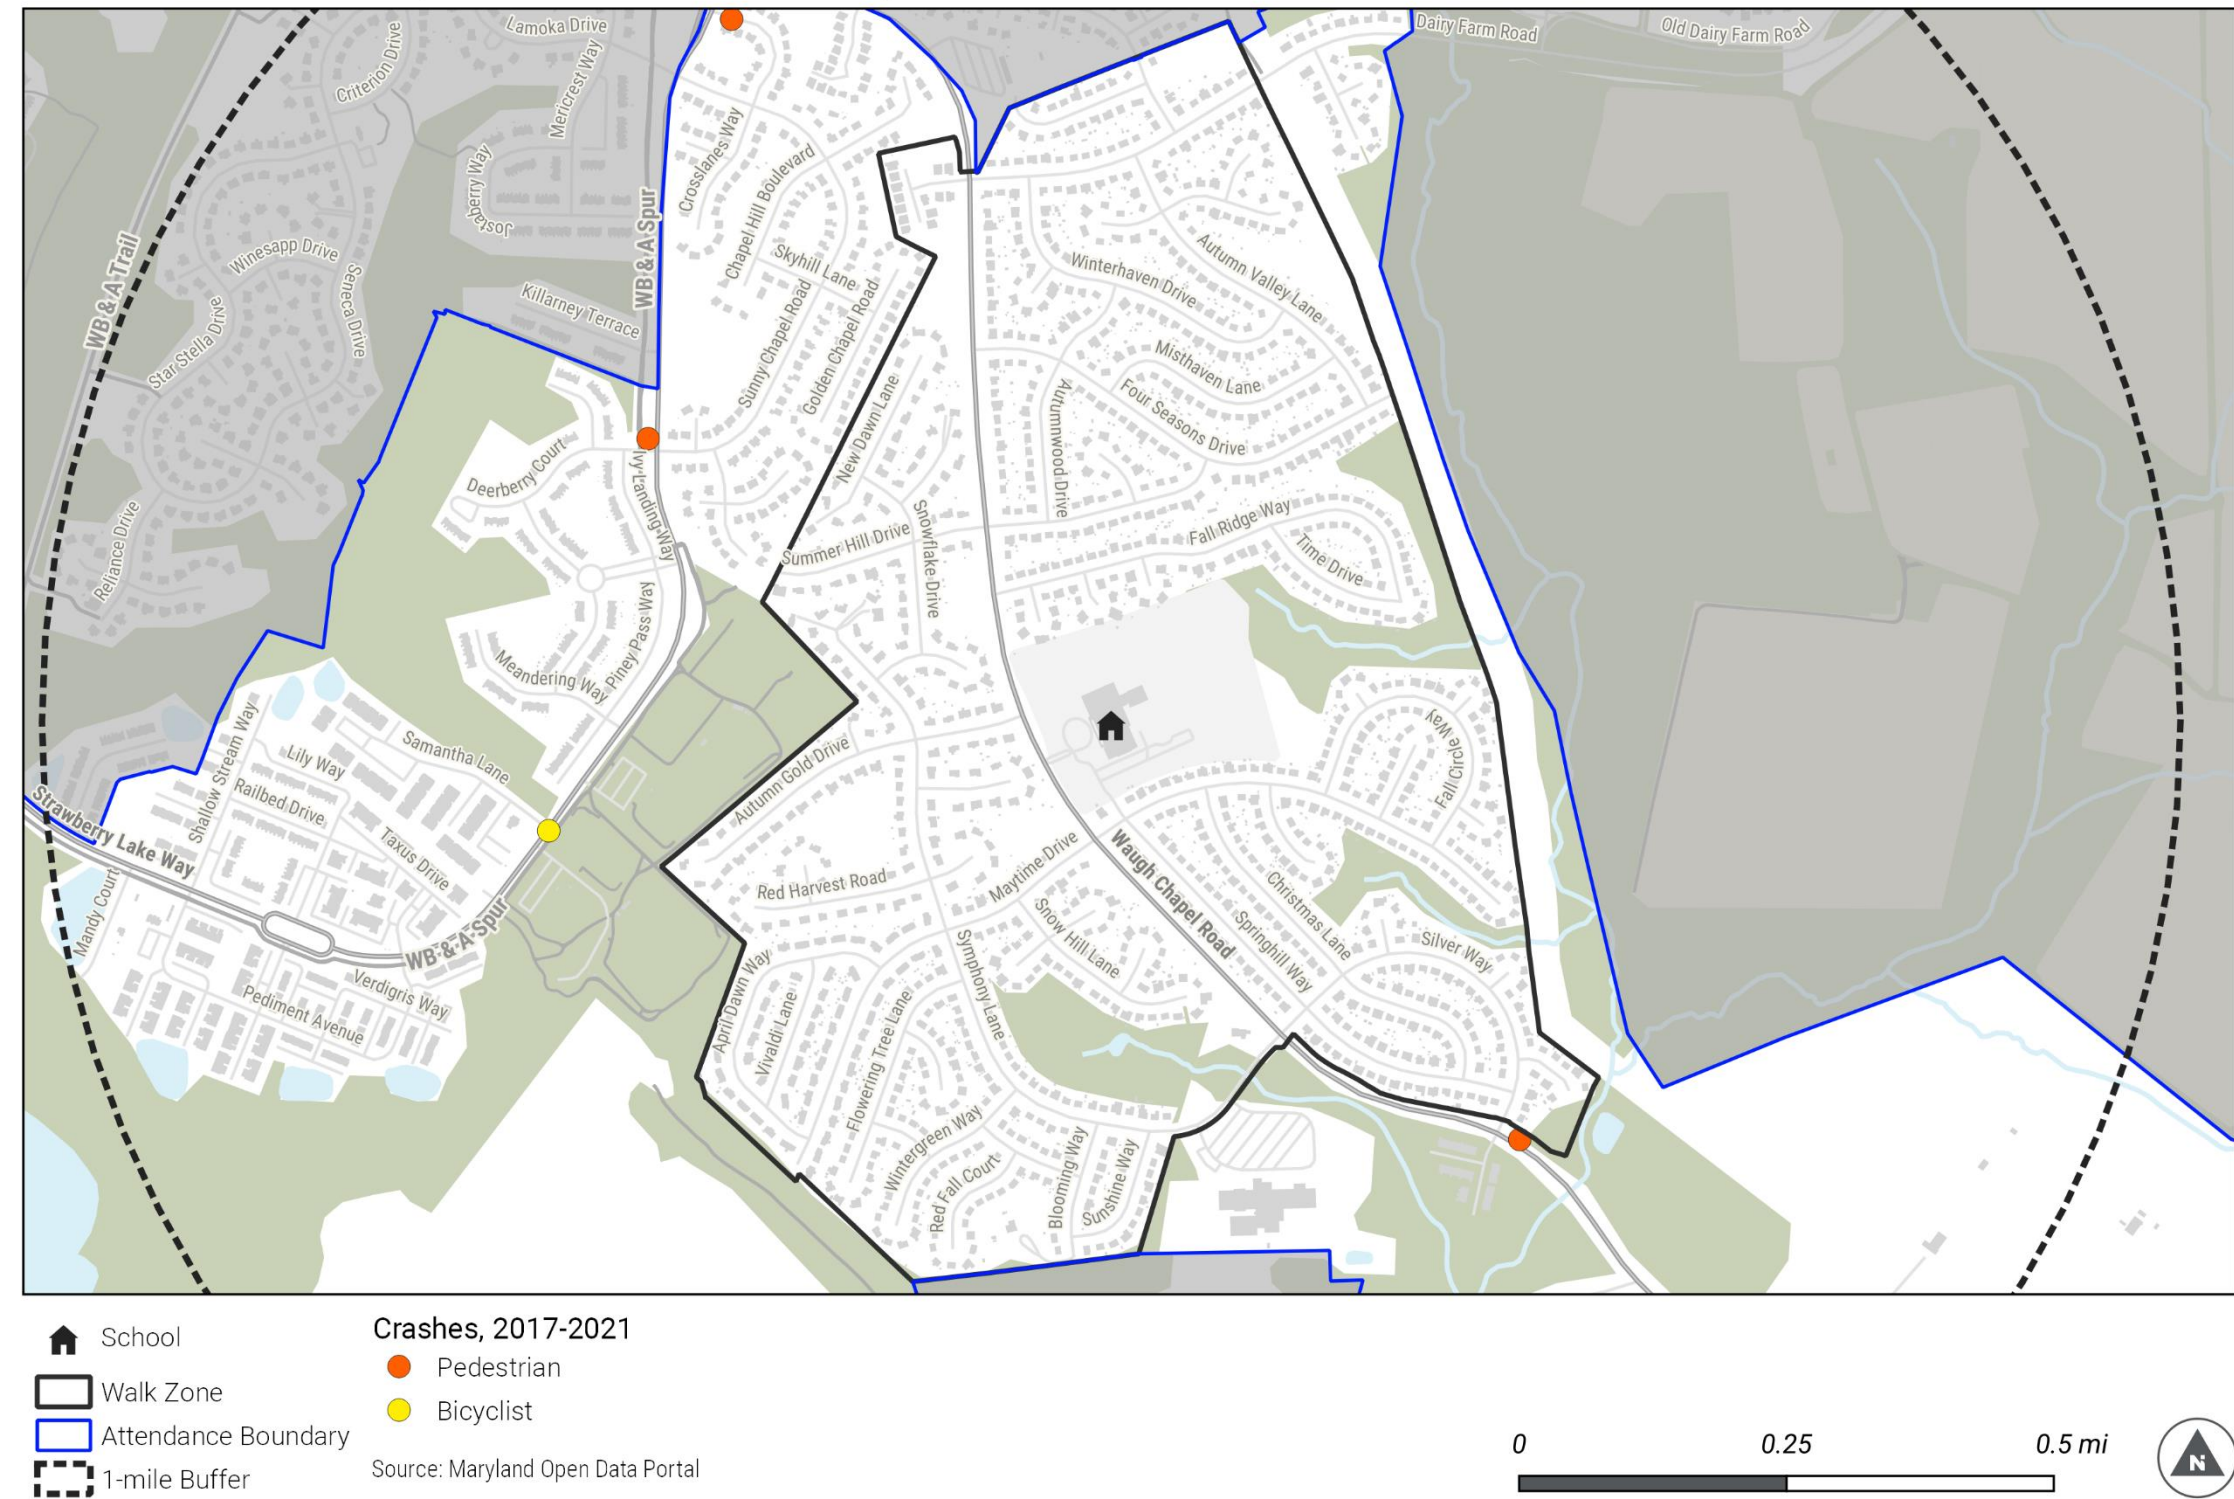 Lamoka Drive
Dairy Farm Road
Old Dairy Farm Road
Criterion Drive
Mericrest Way
Jostaberry Way
Crosslanes Way
Chapel Hill Boulevard
WB & A Trail
WB & A Spur
Winesapp Drive
Seneca Drive
Star Stella Drive
Killarney Terrace
Skyhill Lane
Sunny Chapel Road
Golden Chapel Road
Autumn Valley Lane
Winterhaven Drive
Misthaven Lane
Four Seasons Drive
Autumnwood Drive
New Dawn Lane
Deerberry Court
Ivy Landing Way
Reliance Drive
Summer Hill Drive
Snowflake Drive
Fall Ridge Way
Time Drive
Piney Pass Way
Meandering Way
Samantha Lane
Shallow Stream Way
Lily Way
Railbed Drive
Taxus Drive
Autumn Gold Drive
Fall Circle Way
Strawberry Lake Way
Mandy Court
WB & A Spur
Verdigris Way
Pediment Avenue
Red Harvest Road
Maytime Drive
Waugh Chapel Road
Christmas Lane
Springhill Way
Silver Way
Snow Hill Lane
Symphony Lane
April Dawn Way
Vivaldi Lane
Flowering Tree Lane
Wintergreen Way
Red Fall Court
Blooming Way
Sunshine Way
School
Walk Zone
Attendance Boundary
1-mile Buffer
Crashes, 2017-2021
Pedestrian
Bicyclist
Source: Maryland Open Data Portal
0 0.25 0.5 mi
N